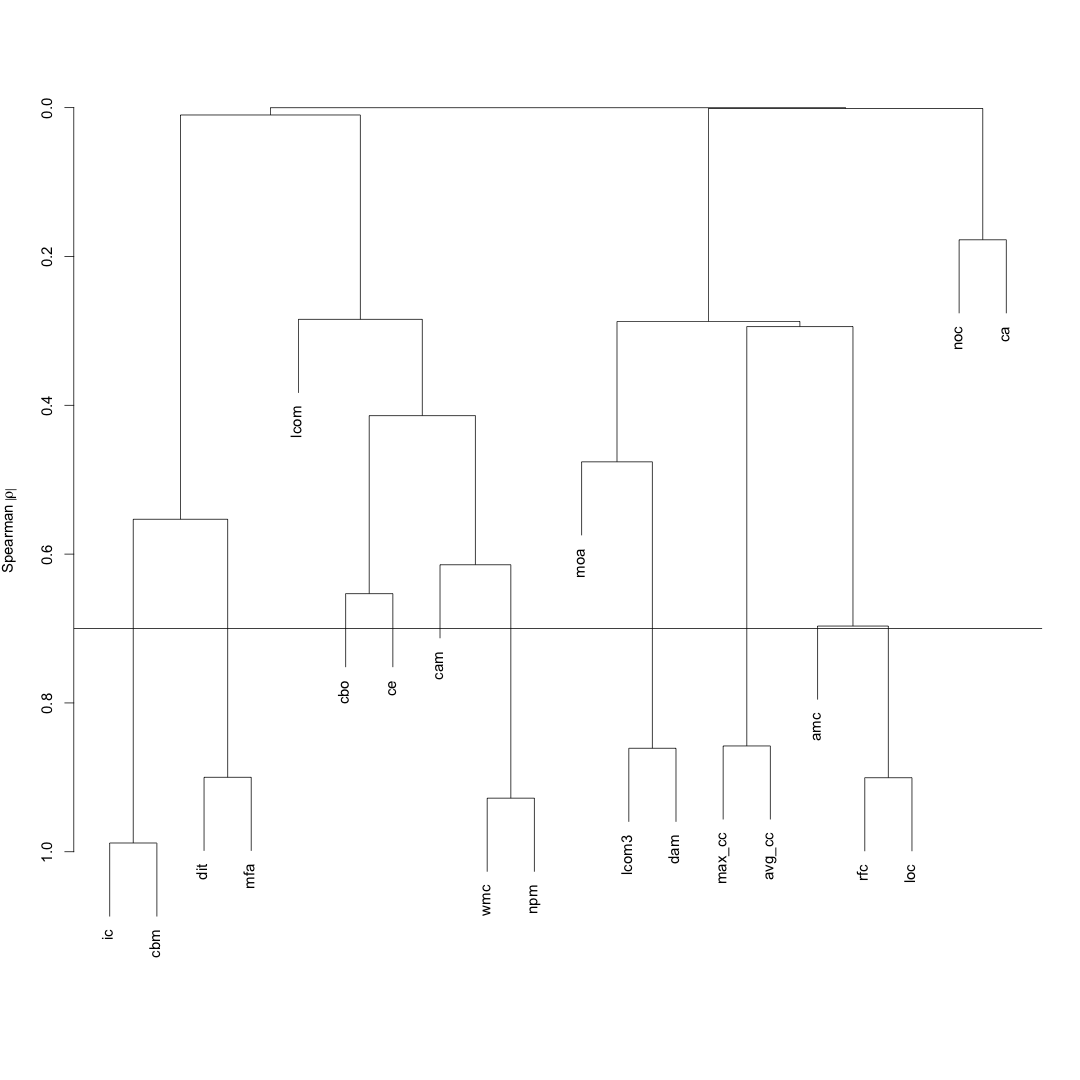 Spearman |ρ|
0.0
0.2
0.4
0.6
0.8
1.0
ic
cbm
dit
mfa
lcom
cbo
ce
cam
wmc
npm
moa
lcom3
dam
max_cc
avg_cc
amc
rfc
loc
noc
ca